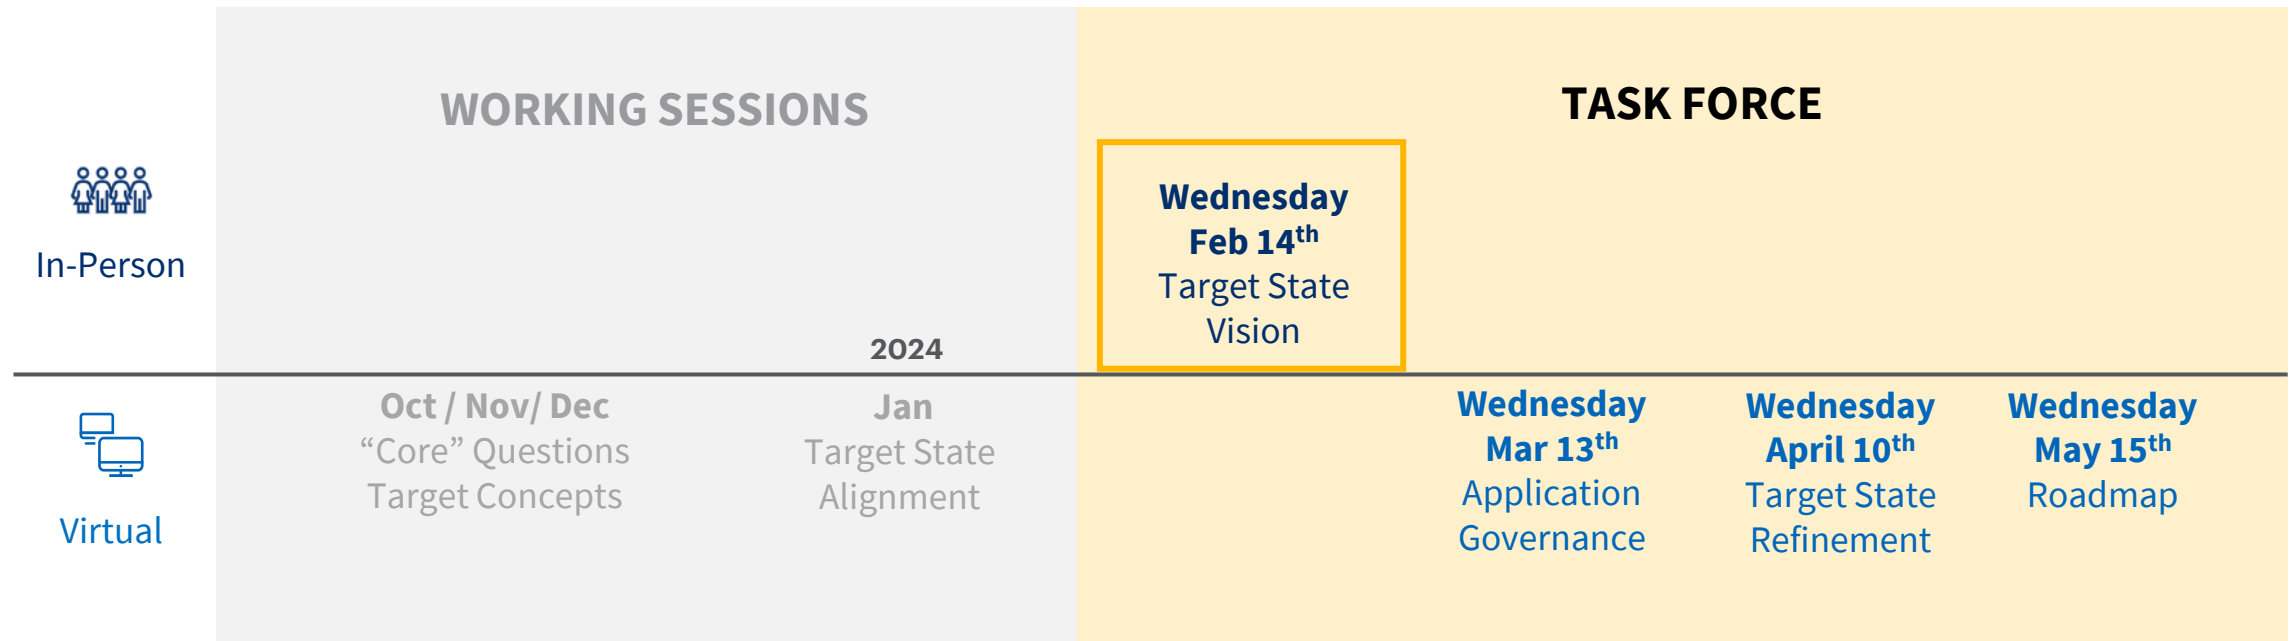 WORKING SESSIONS
TASK FORCE
In-Person
Wednesday
Feb 14th
Target State
Vision
2024
Virtual
Oct / Nov/ Dec
“Core” Questions
Target Concepts
Jan
Target State
Alignment
Wednesday
Mar 13th
Application
Governance
Wednesday
April 10th
Target State
Refinement
Wednesday
May 15th
Roadmap